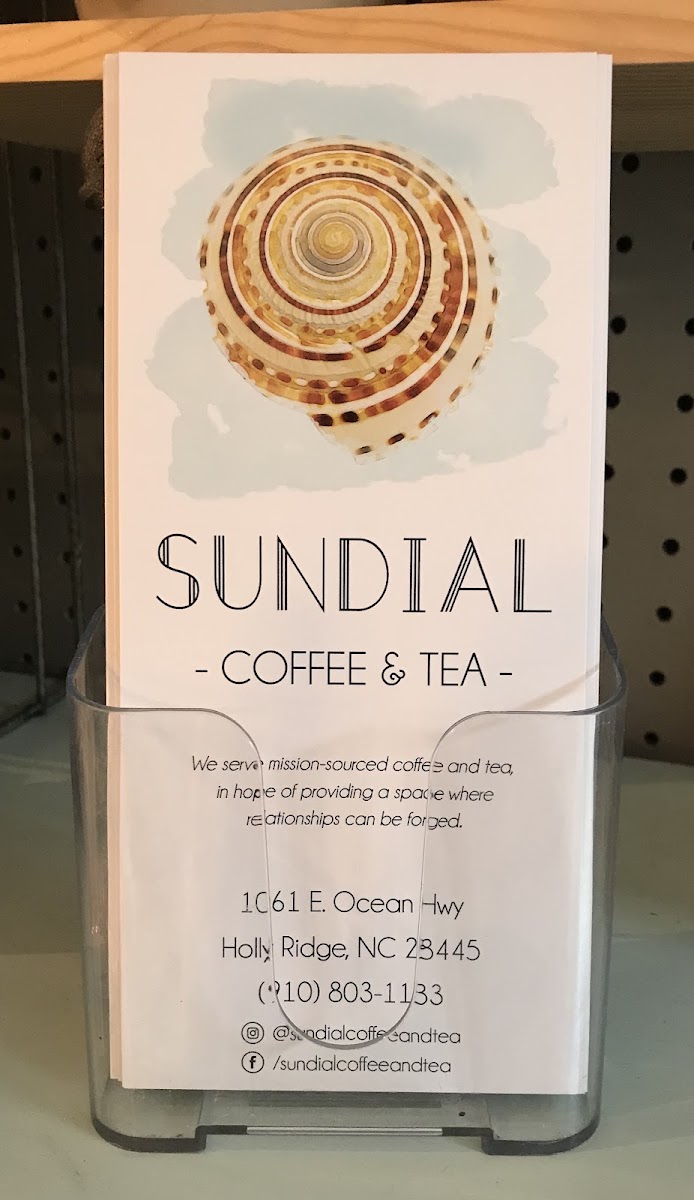 SUNDIAL
- COFFEE & TEA -
We serve mission-sourced coffee and tea,
in hope of providing a space where
relationships can be forged.
1061 E. Ocean Hwy
Holly Ridge, NC 28445
(910) 803-1133
@sundialcoffeeandtea
/sundialcoffeeandtea